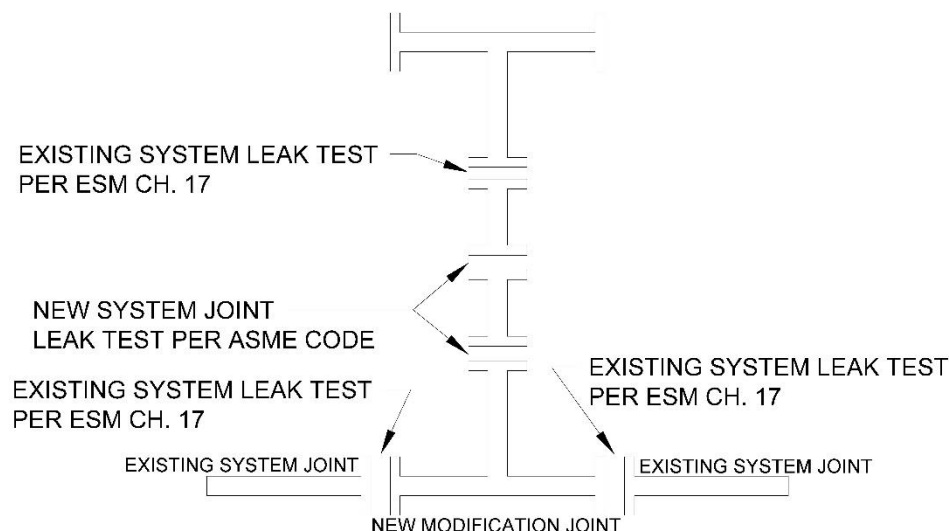 EXISTING SYSTEM LEAK TEST
PER ESM CH. 17
NEW SYSTEM JOINT
LEAK TEST PER ASME CODE
EXISTING SYSTEM LEAK TEST
PER ESM CH. 17
EXISTING SYSTEM LEAK TEST
PER ESM CH. 17
EXISTING SYSTEM JOINT
EXISTING SYSTEM JOINT
NEW MODIFICATION JOINT